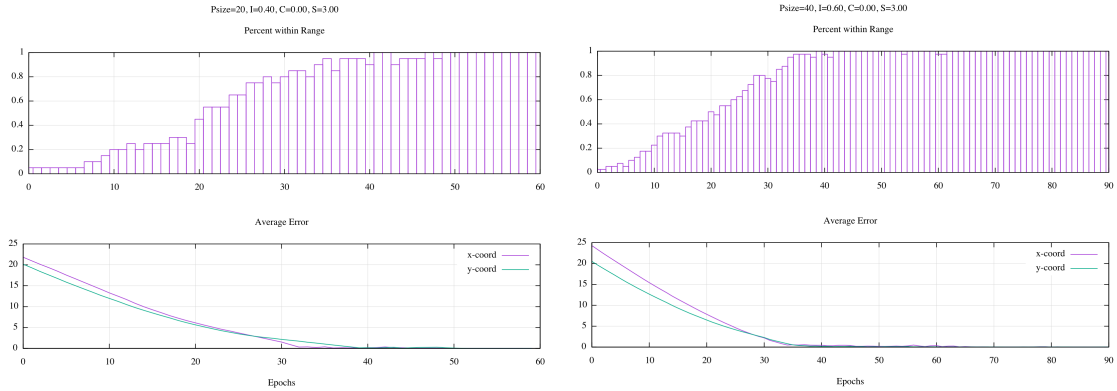 Psize=20, I=0.40, C=0.00, S=3.00
Percent within Range
1
0.8
0.6
0.4
0.2
0
0 10 20 30 40 50 60
Average Error
25
20
15
10
5
0
x-coord
y-coord
0 10 20 30 40 50 60
Epochs
Psize=40, I=0.60, C=0.00, S=3.00
Percent within Range
1
0.8
0.6
0.4
0.2
0
0 10 20 30 40 50 60 70 80 90
Average Error
25
20
15
10
5
0
x-coord
y-coord
0 10 20 30 40 50 60 70 80 90
Epochs